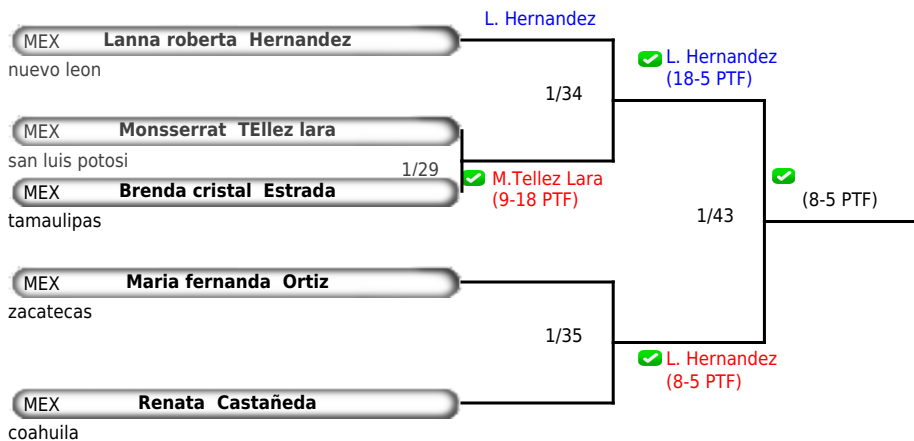 L. Hernandez
MEX Lanna roberta Hernandez
nuevo leon
L. Hernandez
(18-5 PTF)
1/34
MEX Monsserrat TEllez lara
san luis potosi
1/29
M.Tellez Lara
(9-18 PTF)
MEX Brenda cristal Estrada
tamaulipas
(8-5 PTF)
1/43
MEX Maria fernanda Ortiz
zacatecas
1/35
L. Hernandez
(8-5 PTF)
MEX Renata Castañeda
coahuila